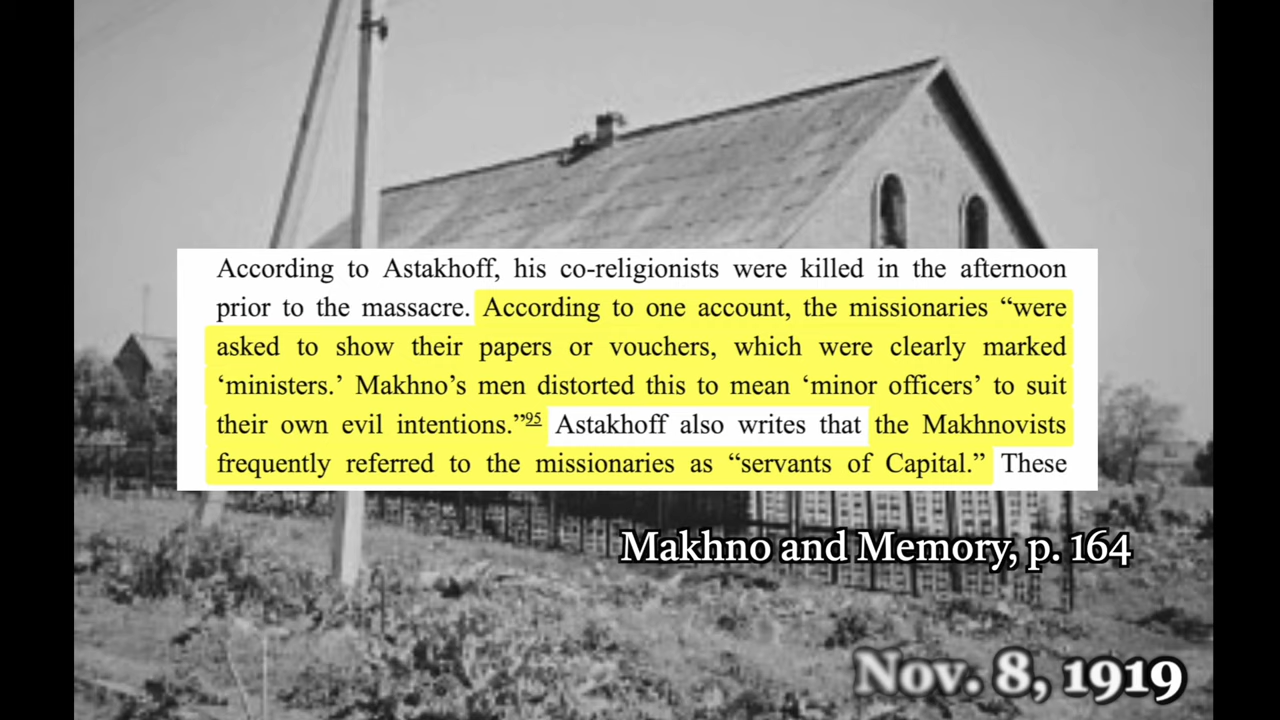 According to Astakhoff, his co-religionists were killed in the afternoon
prior to the massacre. According to one account, the missionaries “were
asked to show their papers or vouchers, which were clearly marked
‘ministers.’ Makhno’s men distorted this to mean ‘minor officers’ to suit
their own evil intentions.”95 Astakhoff also writes that the Makhnovists
frequently referred to the missionaries as “servants of Capital.” These
Makhno and Memory, p. 164
Nov. 8, 1919